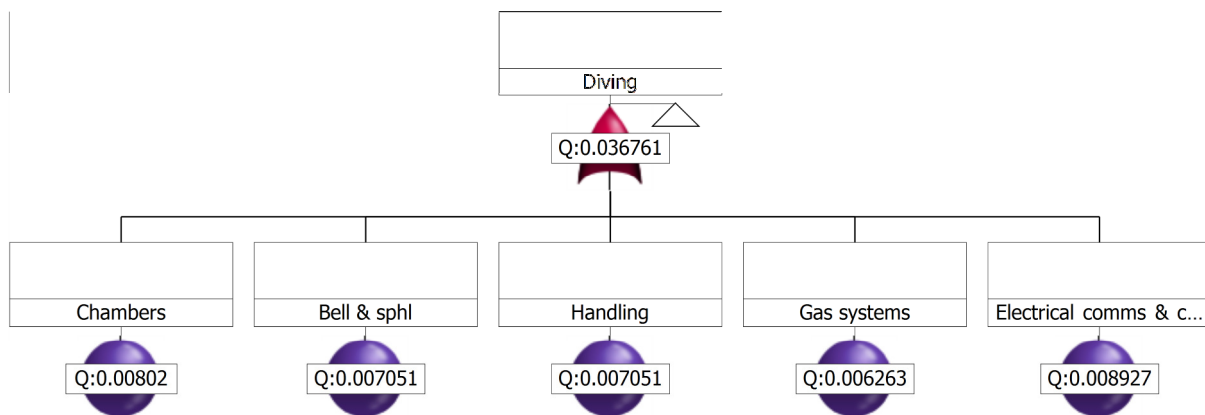 Diving
Q:0.036761
Chambers
Bell & sphl
Handling
Gas systems
Electrical comms & c...
Q:0.00802
Q:0.007051
Q:0.007051
Q:0.006263
Q:0.008927